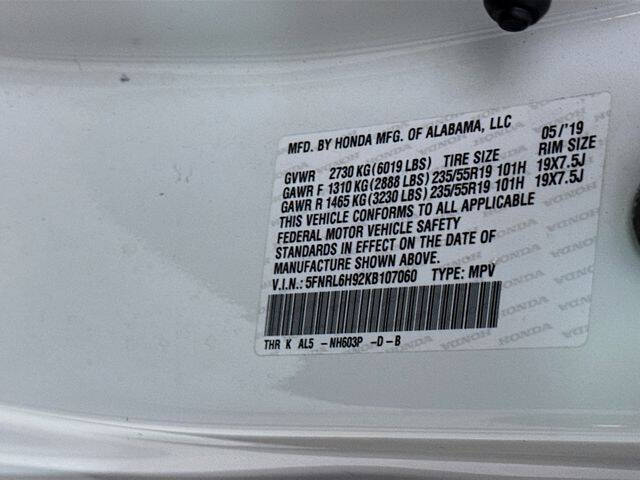 MFD. BY HONDA MFG. OF ALABAMA, LLC 05/'19
GVWR 2730 KG(6019 LBS) TIRE SIZE RIM SIZE
GAWR F 1310 KG(2888 LBS) 235/55R19 101H 19X7.5J
GAWR R 1465 KG(3230 LBS) 235/55R19 101H 19X7.5J
THIS VEHICLE CONFORMS TO ALL APPLICABLE
FEDERAL MOTOR VEHICLE SAFETY
STANDARDS IN EFFECT ON THE DATE OF
MANUFACTURE SHOWN ABOVE.
V.I.N.: 5FNRL6H92KB107060 TYPE: MPV
THR K AL5 -NH603P -D-B